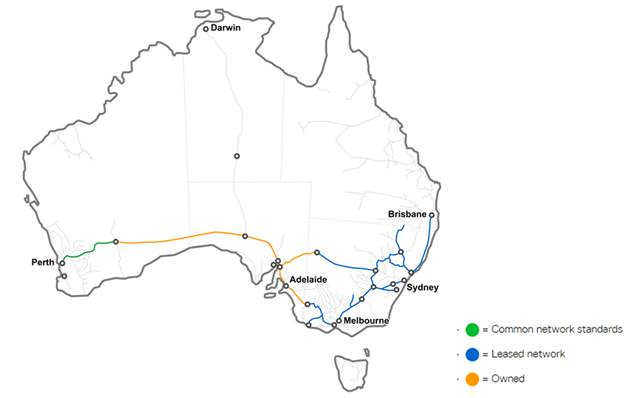 Darwin
Brisbane
Perth
Adelaide
Sydney
Melbourne
= Common network standards
= Leased network
= Owned